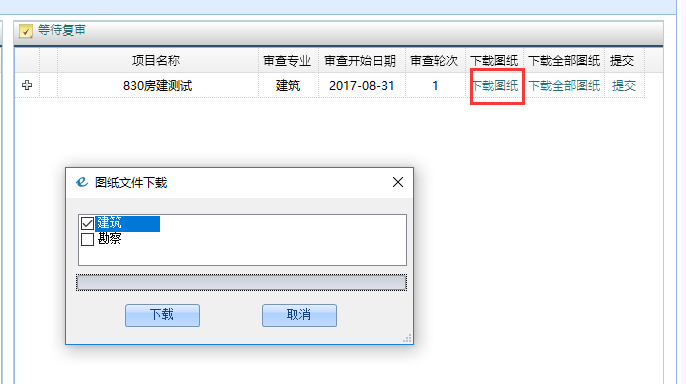 等待复审
项目名称 审查专业 审查开始日期 审查轮次 下载图纸 下载全部图纸 提交
830房建测试 建筑 2017-08-31 1 下载图纸 下载全部图纸 提交
图纸文件下载
建筑
勘察
下载 取消